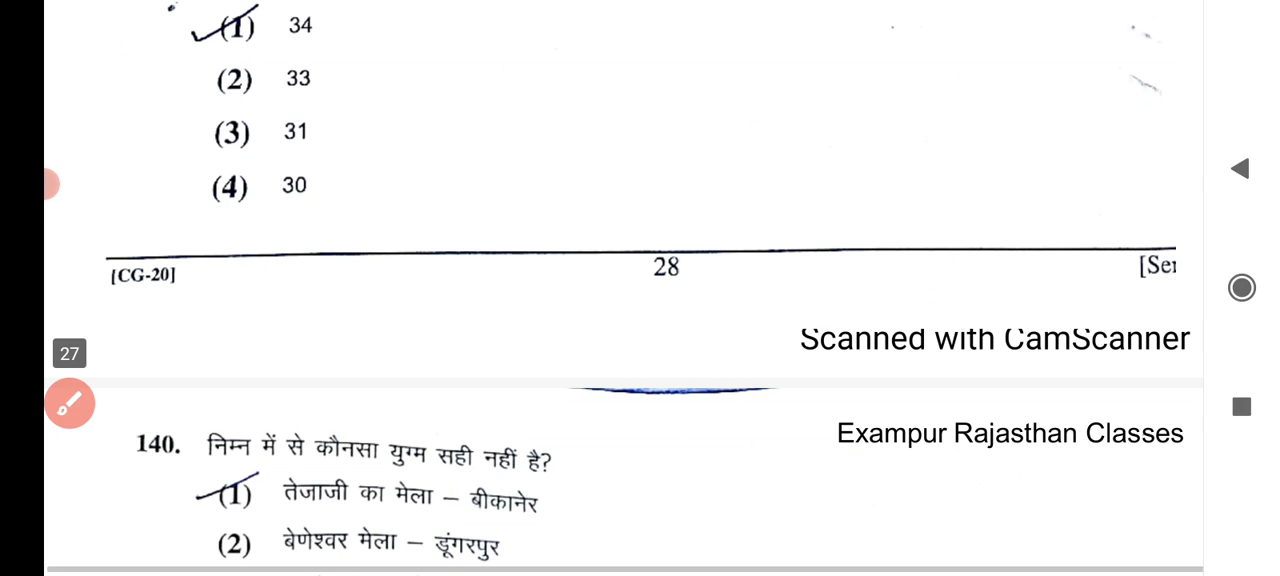 (1) 34
(2) 33
(3) 31
(4) 30
[CG-20] 28 [Ser
Scanned with CamScanner
27
Exampur Rajasthan Classes
140. निम्न में से कौनसा युग्म सही नहीं है?
(1) तेजाजी का मेला – बीकानेर
(2) बेणेश्वर मेला – डूंगरपुर